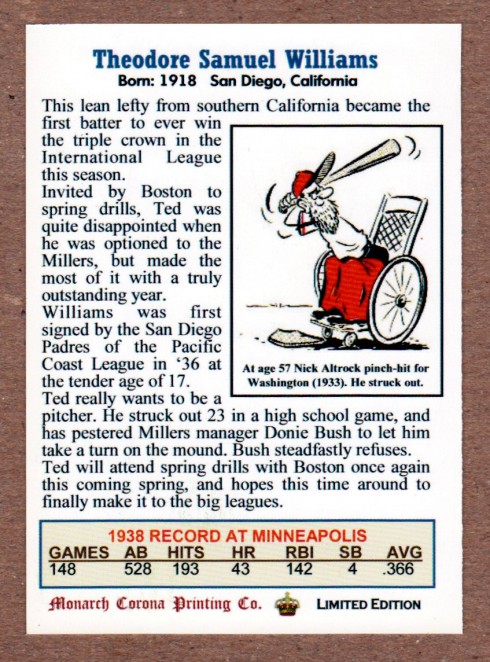 Theodore Samuel Williams
Born: 1918 San Diego, California
This lean lefty from southern California became the
first batter to ever win
the triple crown in the
International League
this season.
Invited by Boston to
spring drills, Ted was
quite disappointed when
he was optioned to the
Millers, but made the
most of it with a truly
outstanding year.
Williams was first
signed by the San Diego
Padres of the Pacific
Coast League in ‘36 at
the tender age of 17.
Ted really wants to be a
pitcher. He struck out 23 in a high school game, and
has pestered Millers manager Donie Bush to let him
take a turn on the mound. Bush steadfastly refuses.
Ted will attend spring drills with Boston once again
this coming spring, and hopes this time around to
finally make it to the big leagues.
At age 57 Nick Altrock pinch-hit for
Washington (1933). He struck out.
1938 RECORD AT MINNEAPOLIS
GAMES AB HITS HR RBI SB AVG
148 528 193 43 142 4 .366
Monarch Corona Printing Co. LIMITED EDITION